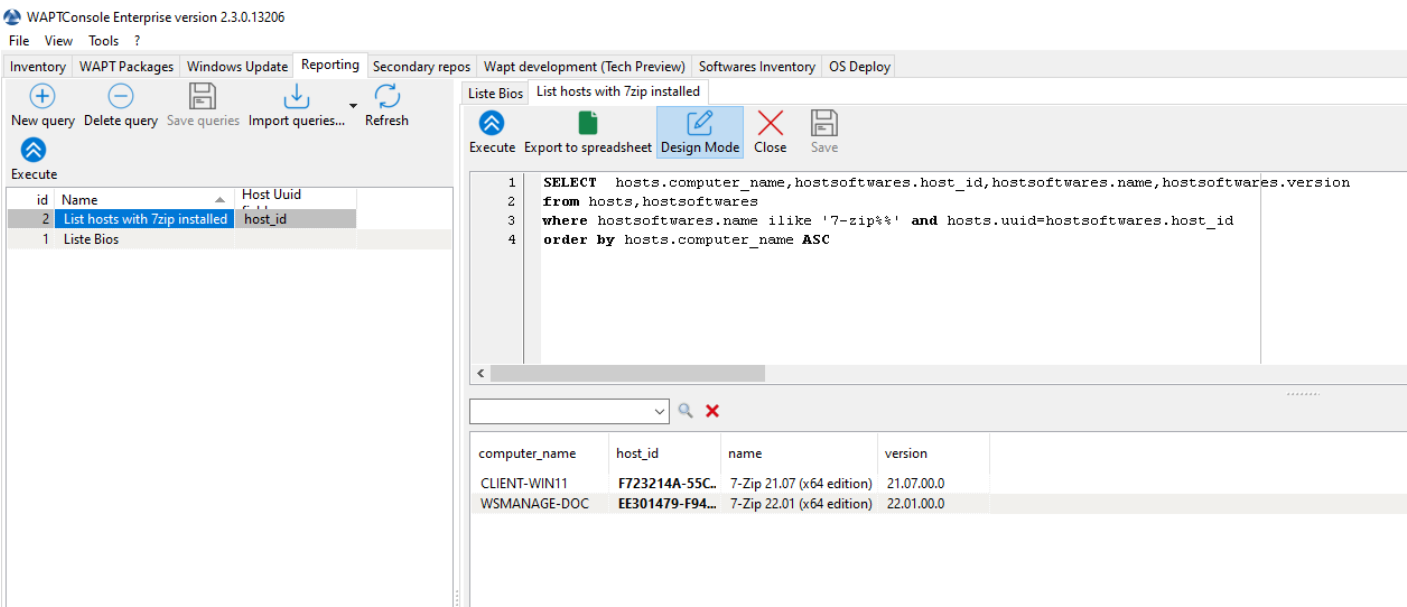 WAPTConsole Enterprise version 2.3.0.13206
File View Tools ?
Inventory WAPT Packages Windows Update Reporting Secondary repos Wapt development (Tech Preview) Softwares Inventory OS Deploy
New query Delete query Save queries Import queries... Refresh
Execute
id Name Host Uuid
2 List hosts with 7zip installed host_id
1 Liste Bios
Liste Bios List hosts with 7zip installed
Execute Export to spreadsheet Design Mode Close Save
1 SELECT hosts.computer_name,hostsoftwares.host_id,hostsoftwares.name,hostsoftwares.version
2 from hosts,hostsoftwares
3 where hostsoftwares.name ilike '7-zip%%' and hosts.uuid=hostsoftwares.host_id
4 order by hosts.computer_name ASC
computer_name host_id name version
CLIENT-WIN11 F723214A-55C.. 7-Zip 21.07 (x64 edition) 21.07.00.0
WSMANAGE-DOC EE301479-F94... 7-Zip 22.01 (x64 edition) 22.01.00.0